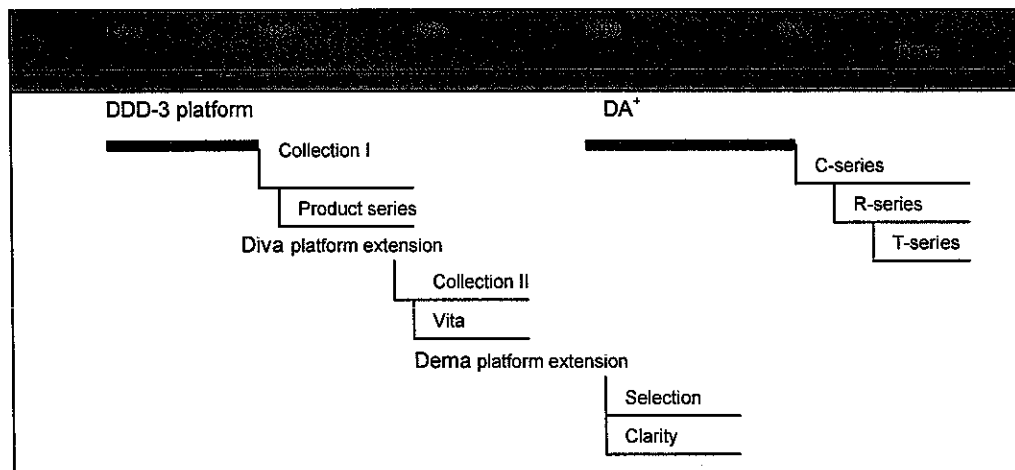 DDD-3 platform
DA⁺
Collection I
C-series
Product series
R-series
Diva platform extension
T-series
Collection II
Vita
Dema platform extension
Selection
Clarity